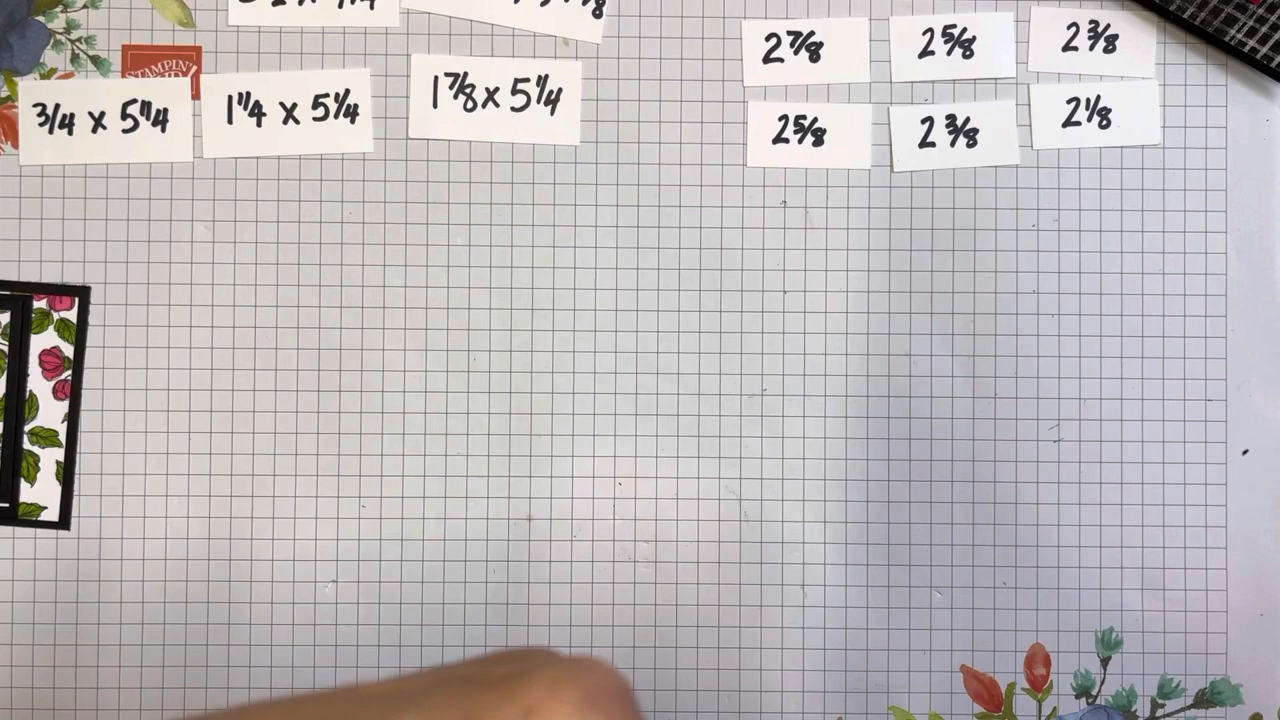 2 7/8
2 5/8
2 3/8
STAMPIN'
3/4 x 5 1/4
1 1/4 x 5 1/4
1 7/8 x 5 1/4
2 5/8
2 3/8
2 1/8